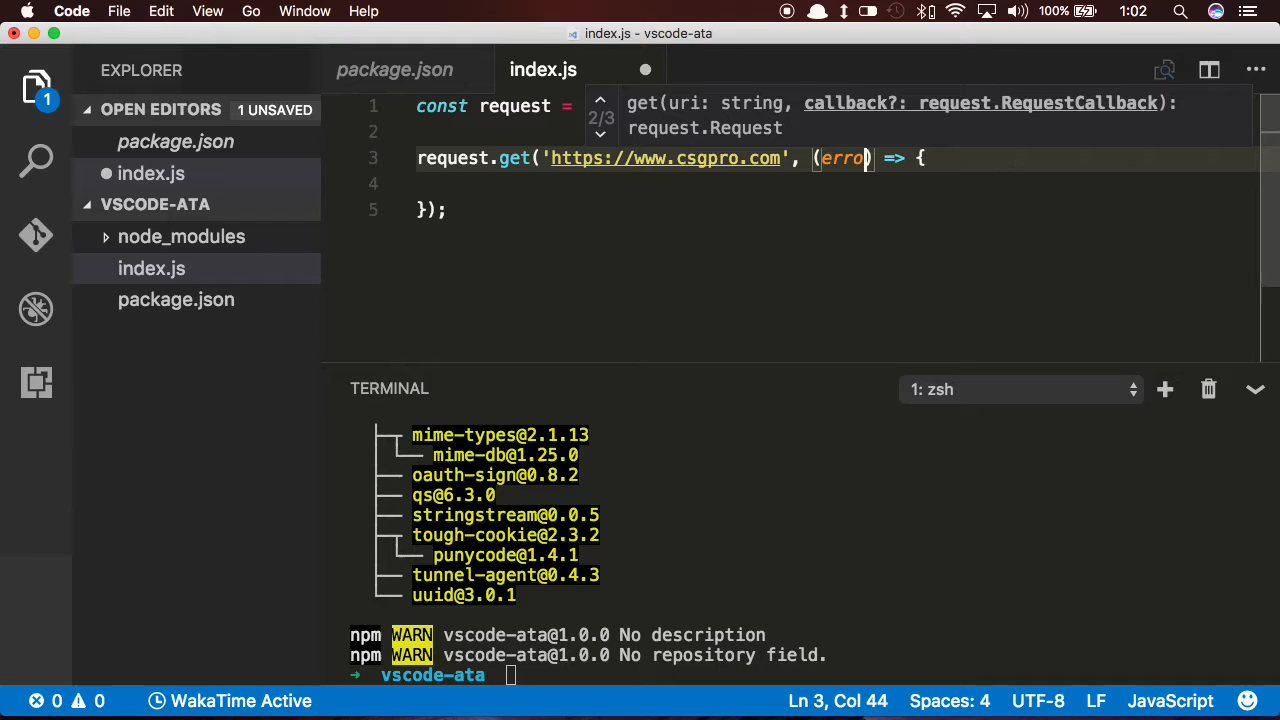 Code File Edit View Go Window Help 100% 1:02
index.js - vscode-ata
EXPLORER
OPEN EDITORS 1 UNSAVED
package.json
index.js
VSCODE-ATA
node_modules
index.js
package.json
1
package.json index.js
1 const request =
2/3 get(uri: string, callback?: request.RequestCallback):
request.Request
2
3 request.get('https://www.csgpro.com', (erro) => {
4
5 });
TERMINAL 1: zsh
├─┬ mime-types@2.1.13
│ └── mime-db@1.25.0
├── oauth-sign@0.8.2
├── qs@6.3.0
├── stringstream@0.0.5
├─┬ tough-cookie@2.3.2
│ └── punycode@1.4.1
├── tunnel-agent@0.4.3
└── uuid@3.0.1
npm WARN vscode-ata@1.0.0 No description
npm WARN vscode-ata@1.0.0 No repository field.
➜ vscode-ata
0 0 WakaTime Active Ln 3, Col 44 Spaces: 4 UTF-8 LF JavaScript